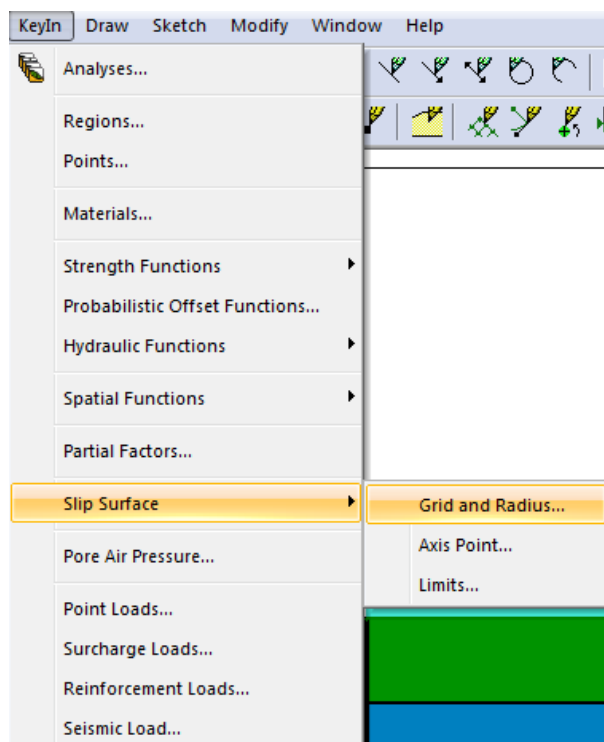 KeyIn Draw Sketch Modify Window Help
Analyses...
Regions...
Points...
Materials...
Strength Functions
Probabilistic Offset Functions...
Hydraulic Functions
Spatial Functions
Partial Factors...
Slip Surface
Grid and Radius...
Axis Point...
Limits...
Pore Air Pressure...
Point Loads...
Surcharge Loads...
Reinforcement Loads...
Seismic Load...